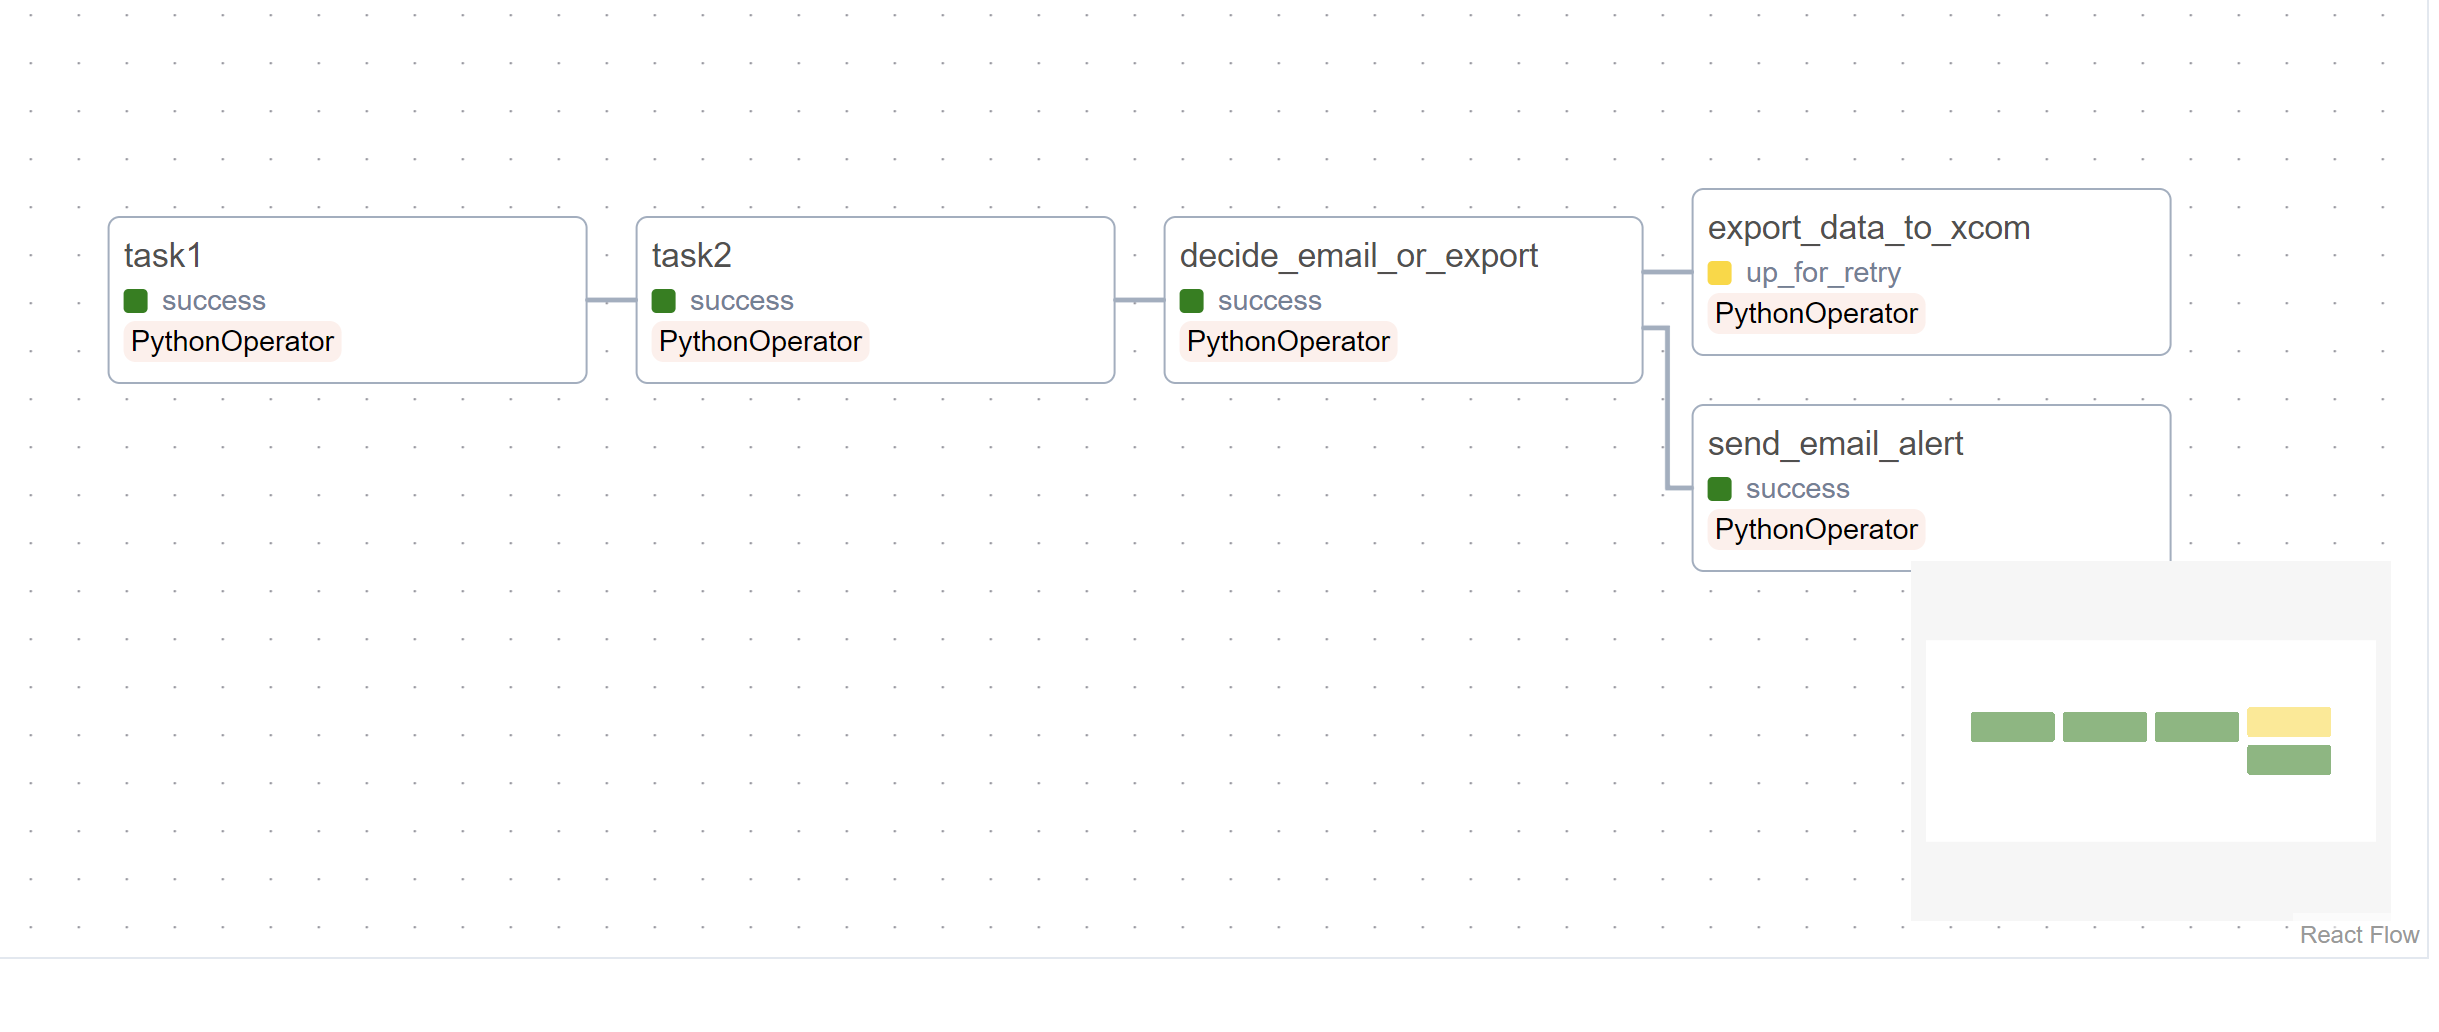 task1
success
PythonOperator
task2
success
PythonOperator
decide_email_or_export
success
PythonOperator
export_data_to_xcom
up_for_retry
PythonOperator
send_email_alert
success
PythonOperator
React Flow